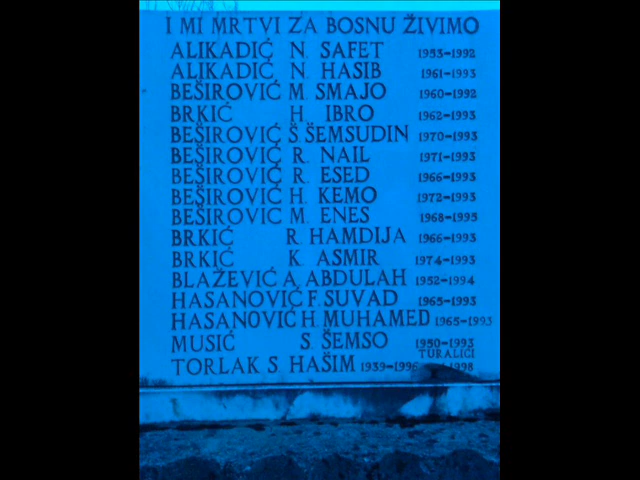 I MI MRTVI ZA BOSNU ŽIVIMO
ALIKADIĆ N. SAFET 1953-1992
ALIKADIĆ N. HASIB 1961-1993
BEŠIROVIĆ M. SMAJO 1960-1992
BRKIĆ H. IBRO 1962-1993
BEŠIROVIĆ Š. ŠEMSUDIN 1970-1993
BEŠIROVIĆ R. NAIL 1971-1993
BEŠIROVIĆ R. ESED 1966-1993
BEŠIROVIĆ H. KEMO 1972-1993
BEŠIROVIĆ M. ENES 1968-1993
BRKIĆ R. HAMDIJA 1966-1993
BRKIĆ K. ASMIR 1974-1993
BLAŽEVIĆ A. ABDULAH 1952-1994
HASANOVIĆ F. SUVAD 1965-1993
HASANOVIĆ H. MUHAMED 1965-1993
MUSIĆ S. ŠEMSO 1950-1993
TURALIĆI
TORLAK S. HAŠIM 1939-1996 1998